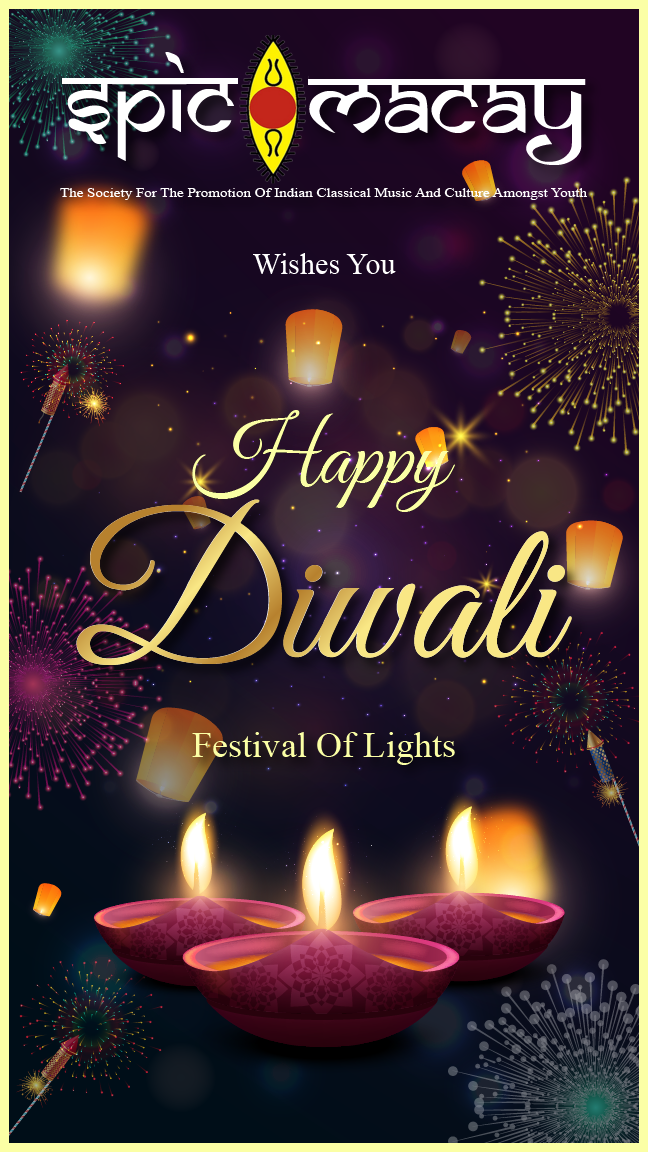 spic macay
The Society For The Promotion Of Indian Classical Music And Culture Amongst Youth
Wishes You
Happy
Diwali
Festival Of Lights